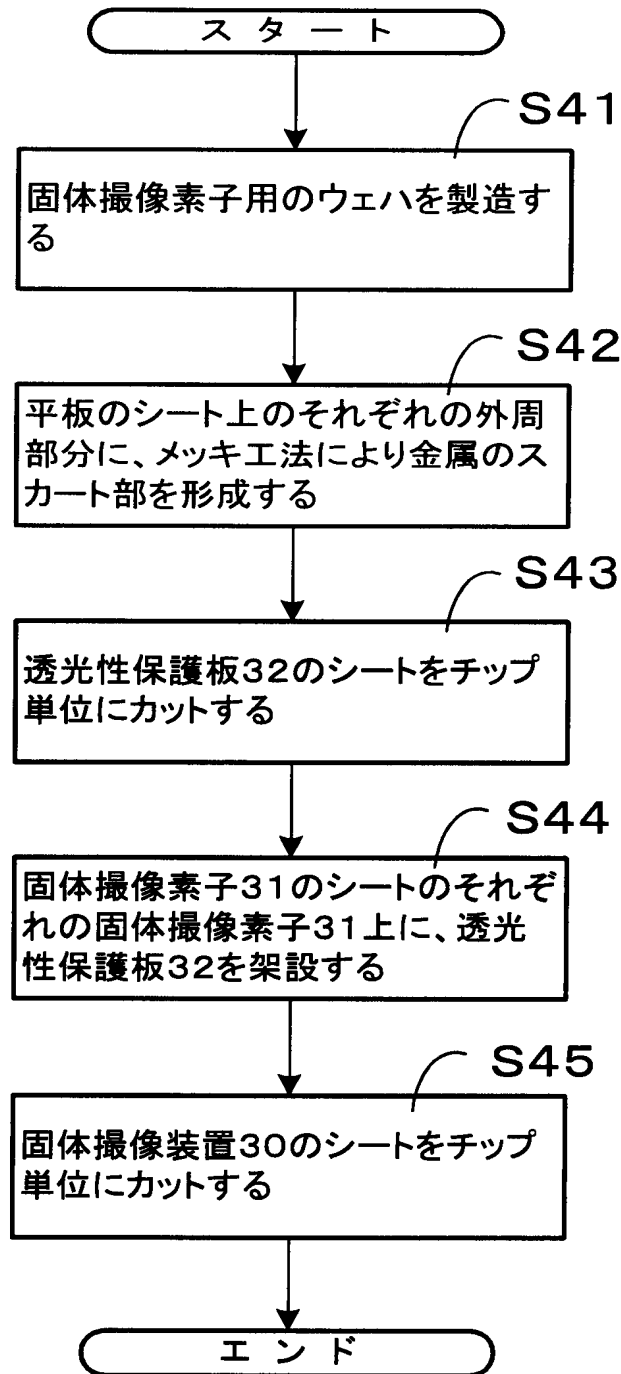 スタート
S41
固体撮像素子用のウェハを製造す
る
S42
平板のシート上のそれぞれの外周
部分に、メッキ工法により金属のス
カート部を形成する
S43
透光性保護板32のシートをチップ
単位にカットする
S44
固体撮像素子31のシートのそれぞ
れの固体撮像素子31上に、透光
性保護板32を架設する
S45
固体撮像装置30のシートをチップ
単位にカットする
エンド